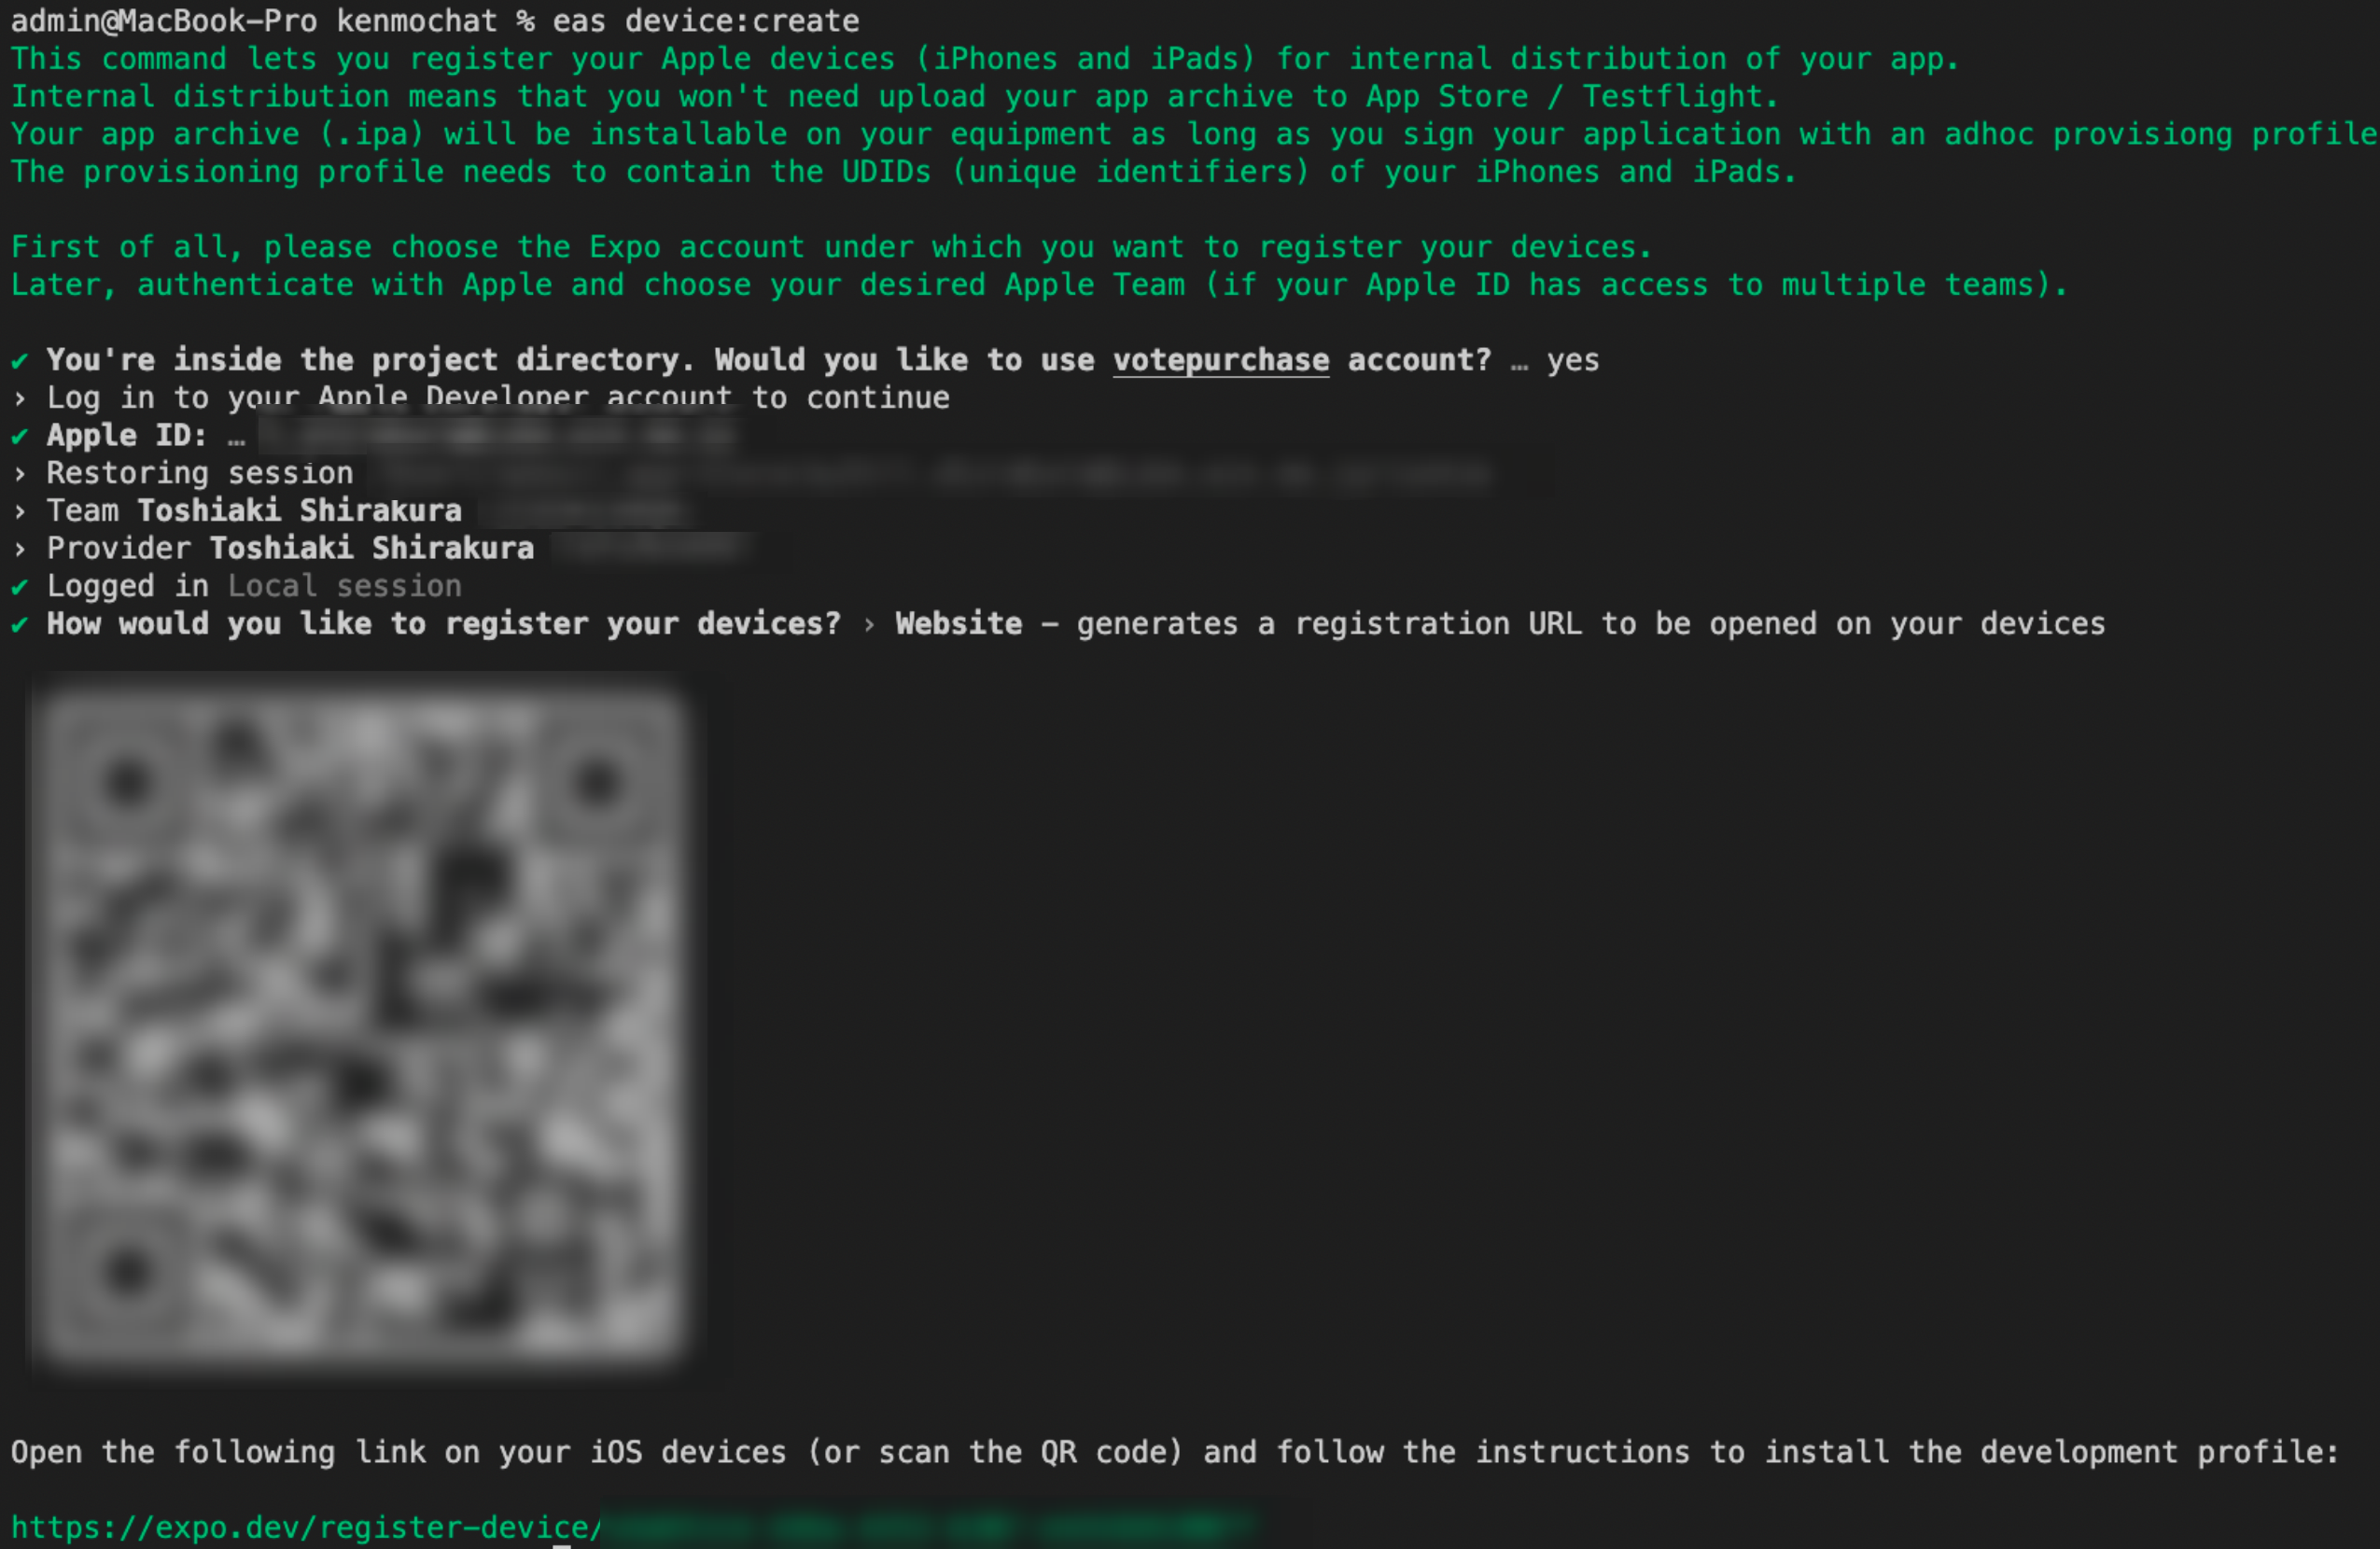 admin@MacBook-Pro kenmochat % eas device:create
This command lets you register your Apple devices (iPhones and iPads) for internal distribution of your app.
Internal distribution means that you won't need upload your app archive to App Store / Testflight.
Your app archive (.ipa) will be installable on your equipment as long as you sign your application with an adhoc provisiong profile
The provisioning profile needs to contain the UDIDs (unique identifiers) of your iPhones and iPads.
First of all, please choose the Expo account under which you want to register your devices.
Later, authenticate with Apple and choose your desired Apple Team (if your Apple ID has access to multiple teams).
✔ You're inside the project directory. Would you like to use votepurchase account? … yes
› Log in to your Apple Developer account to continue
✔ Apple ID: …
› Restoring session
› Team Toshiaki Shirakura
› Provider Toshiaki Shirakura
✔ Logged in Local session
✔ How would you like to register your devices? › Website – generates a registration URL to be opened on your devices
Open the following link on your iOS devices (or scan the QR code) and follow the instructions to install the development profile:
https://expo.dev/register-device/